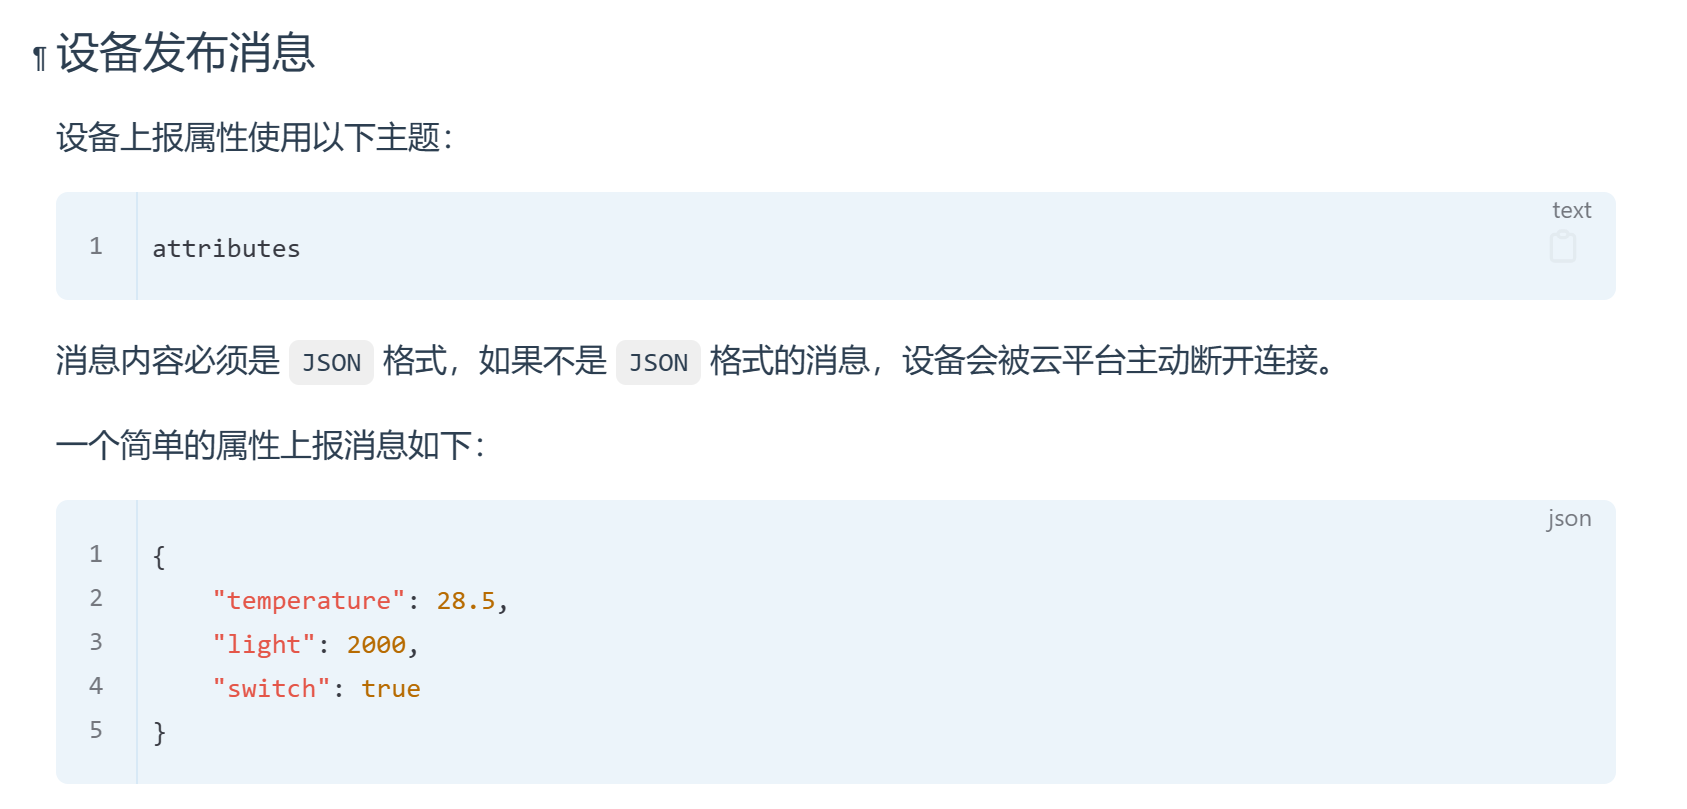 ¶ 设备发布消息
设备上报属性使用以下主题：
text
1 attributes
消息内容必须是 JSON 格式，如果不是 JSON 格式的消息，设备会被云平台主动断开连接。
一个简单的属性上报消息如下：
json
1 {
2     "temperature": 28.5,
3     "light": 2000,
4     "switch": true
5 }